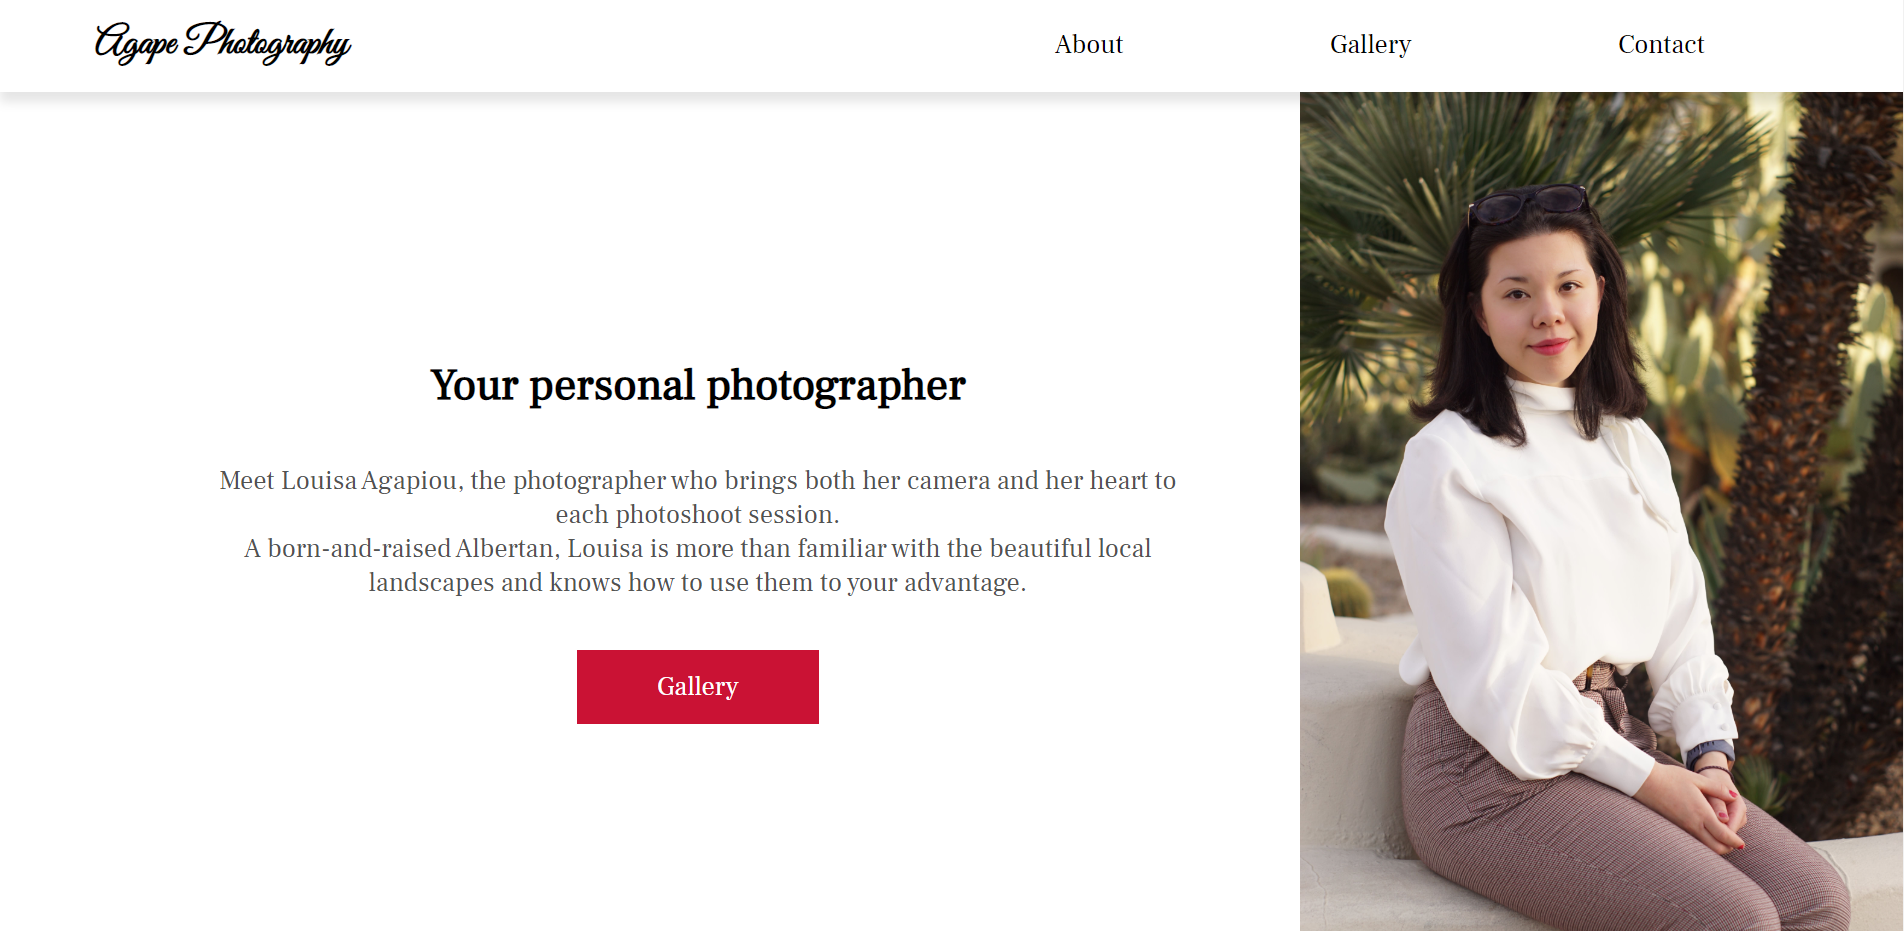 Agape Photography
About
Gallery
Contact
Your personal photographer
Meet Louisa Agapiou, the photographer who brings both her camera and her heart to
each photoshoot session.
A born-and-raised Albertan, Louisa is more than familiar with the beautiful local
landscapes and knows how to use them to your advantage.
Gallery